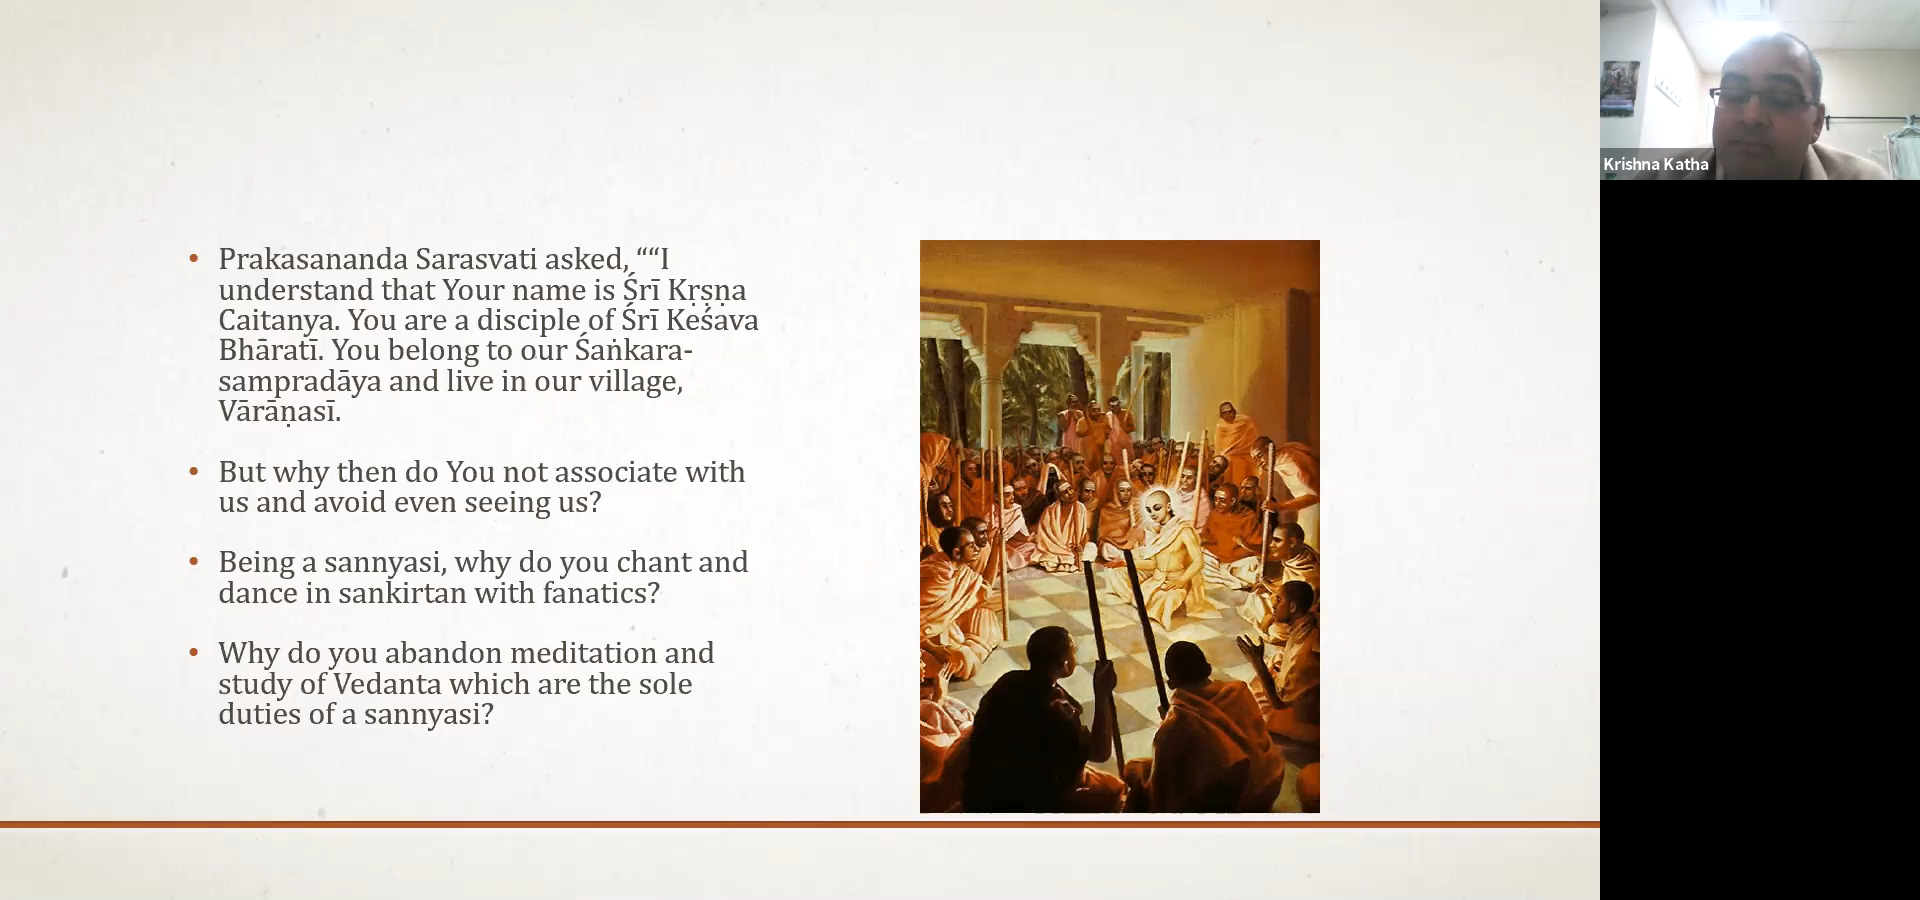 • Prakasananda Sarasvati asked, ““I
understand that Your name is Śrī Kṛṣṇa
Caitanya. You are a disciple of Śrī Keśava
Bhāratī. You belong to our Śaṅkara-
sampradāya and live in our village,
Vārāṇasī.
• But why then do You not associate with
us and avoid even seeing us?
• Being a sannyasi, why do you chant and
dance in sankirtan with fanatics?
• Why do you abandon meditation and
study of Vedanta which are the sole
duties of a sannyasi?
Krishna Katha